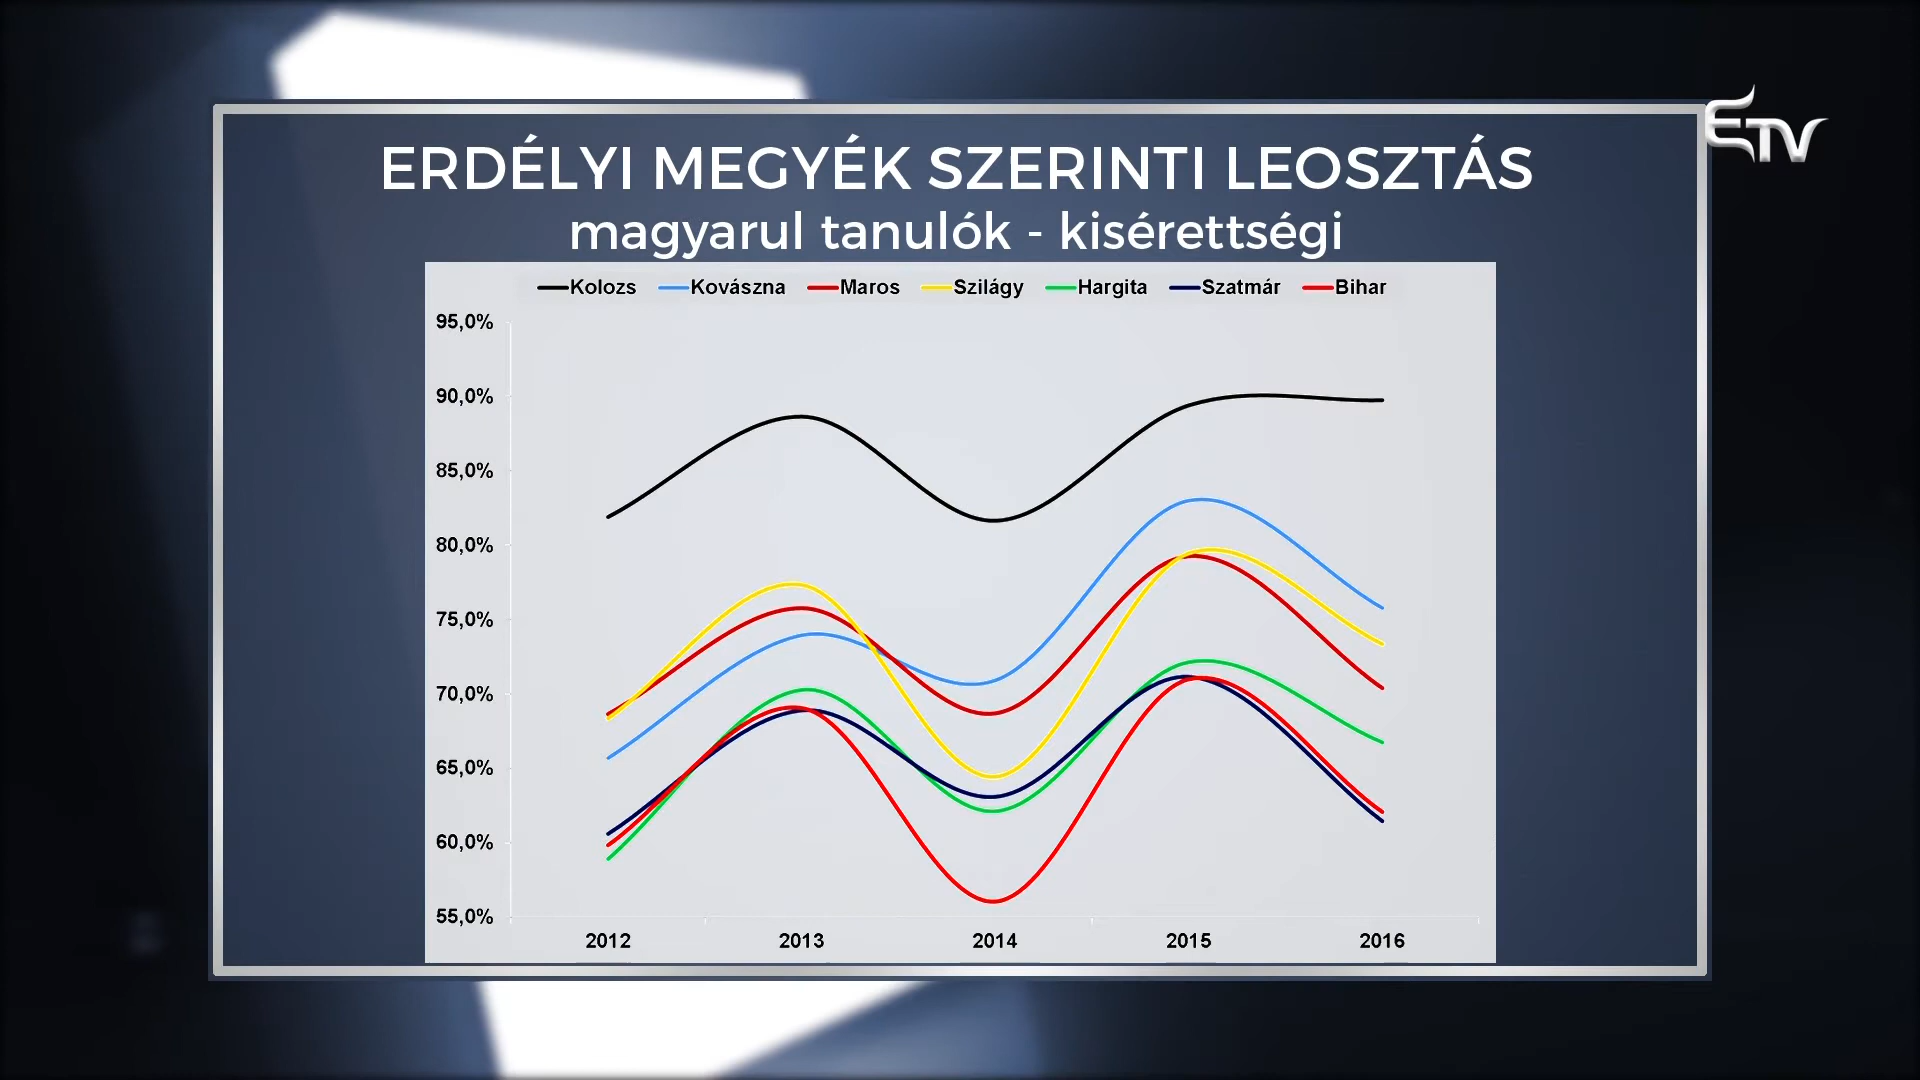 ETV
ERDÉLYI MEGYÉK SZERINTI LEOSZTÁS
magyarul tanulók - kisérettségi
Kolozs Kovászna Maros Szilágy Hargita Szatmár Bihar
95,0%
90,0%
85,0%
80,0%
75,0%
70,0%
65,0%
60,0%
55,0%
2012 2013 2014 2015 2016